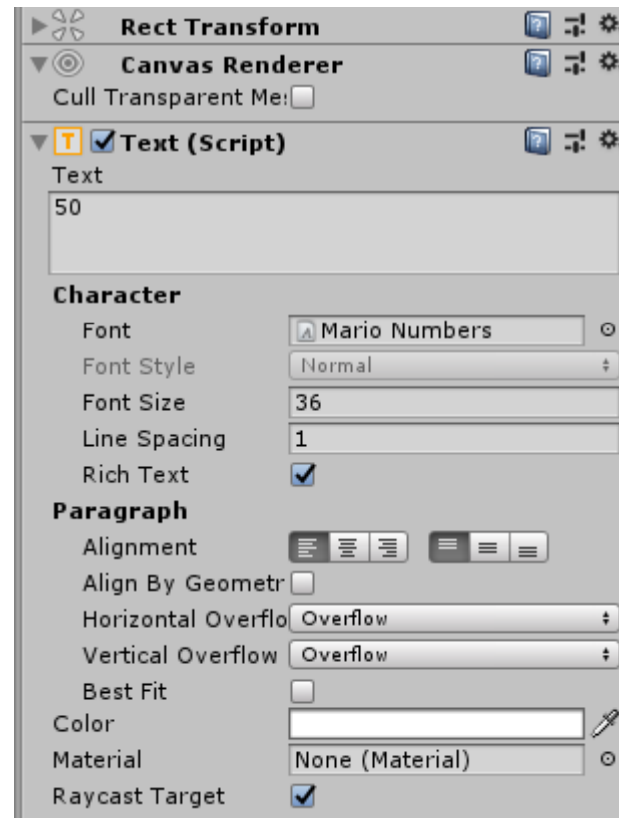 Rect Transform
Canvas Renderer
Cull Transparent Me
T Text (Script)
Text
50
Character
Font Mario Numbers
Font Style Normal
Font Size 36
Line Spacing 1
Rich Text
Paragraph
Alignment
Align By Geometr
Horizontal Overflo Overflow
Vertical Overflow Overflow
Best Fit
Color
Material None (Material)
Raycast Target